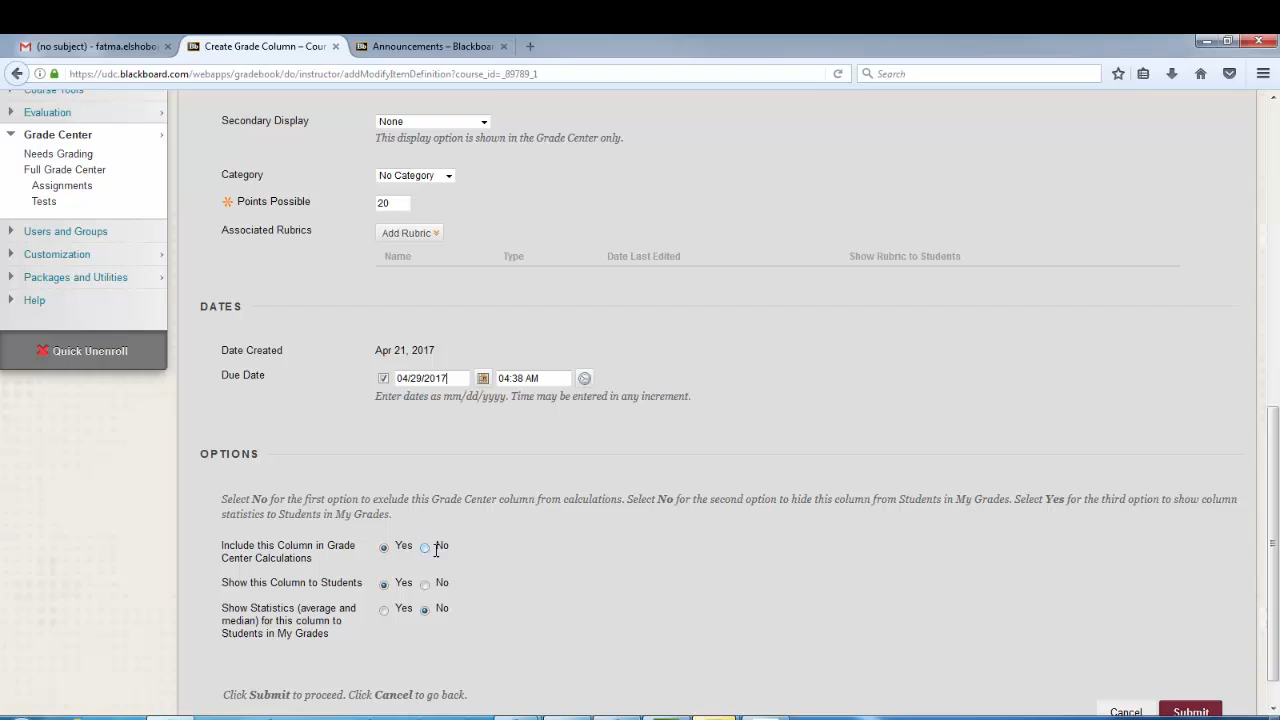 (no subject) - fatma.elshobo
Create Grade Column – Cou
Announcements – Blackboa
https://udc.blackboard.com/webapps/gradebook/do/instructor/addModifyItemDefinition?course_id=_89789_1
Search
Course Tools
Evaluation
Grade Center
Needs Grading
Full Grade Center
Assignments
Tests
Users and Groups
Customization
Packages and Utilities
Help
Quick Unenroll
Secondary Display
None
This display option is shown in the Grade Center only.
Category
No Category
Points Possible
20
Associated Rubrics
Add Rubric
Name Type Date Last Edited Show Rubric to Students
DATES
Date Created
Apr 21, 2017
Due Date
04/29/2017 04:38 AM
Enter dates as mm/dd/yyyy. Time may be entered in any increment.
OPTIONS
Select No for the first option to exclude this Grade Center column from calculations. Select No for the second option to hide this column from Students in My Grades. Select Yes for the third option to show column
statistics to Students in My Grades.
Include this Column in Grade
Center Calculations
Yes No
Show this Column to Students
Yes No
Show Statistics (average and
median) for this column to
Students in My Grades
Yes No
Click Submit to proceed. Click Cancel to go back.
Cancel Submit